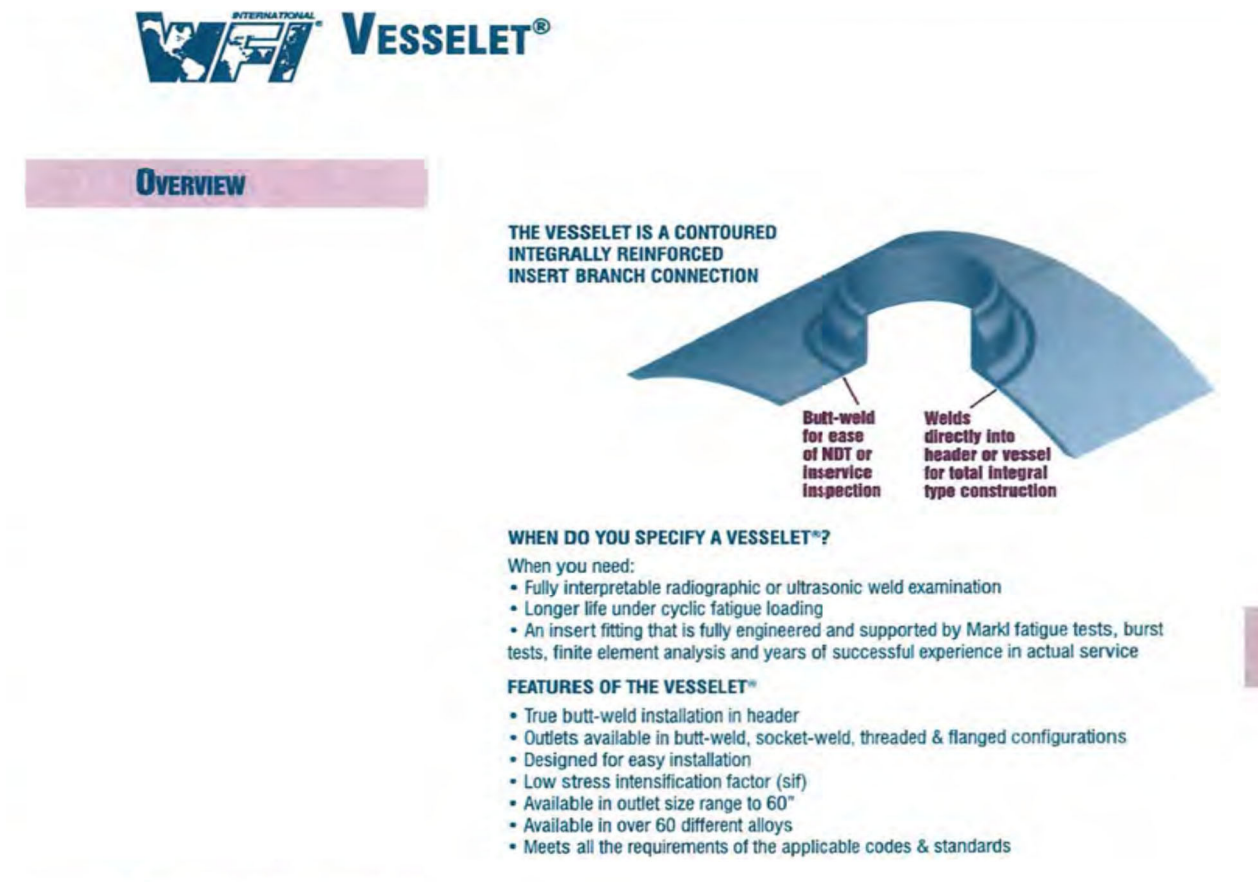 INTERNATIONAL
WFI® VESSELET®
OVERVIEW
THE VESSELET IS A CONTOURED
INTEGRALLY REINFORCED
INSERT BRANCH CONNECTION
Butt-weld
for ease
of NDT or
inservice
inspection
Welds
directly into
header or vessel
for total integral
type construction
WHEN DO YOU SPECIFY A VESSELET®?
When you need:
• Fully interpretable radiographic or ultrasonic weld examination
• Longer life under cyclic fatigue loading
• An insert fitting that is fully engineered and supported by Markl fatigue tests, burst
tests, finite element analysis and years of successful experience in actual service
FEATURES OF THE VESSELET®
• True butt-weld installation in header
• Outlets available in butt-weld, socket-weld, threaded & flanged configurations
• Designed for easy installation
• Low stress intensification factor (sif)
• Available in outlet size range to 60"
• Available in over 60 different alloys
• Meets all the requirements of the applicable codes & standards